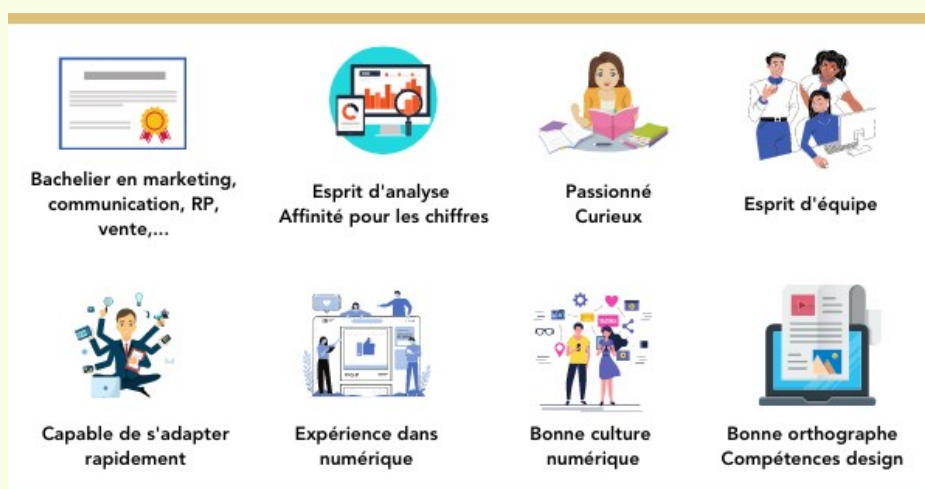 Bachelier en marketing,
communication, RP,
vente,...
Esprit d'analyse
Affinité pour les chiffres
Passionné
Curieux
Esprit d'équipe
Capable de s'adapter
rapidement
Expérience dans
numérique
Bonne culture
numérique
Bonne orthographe
Compétences design